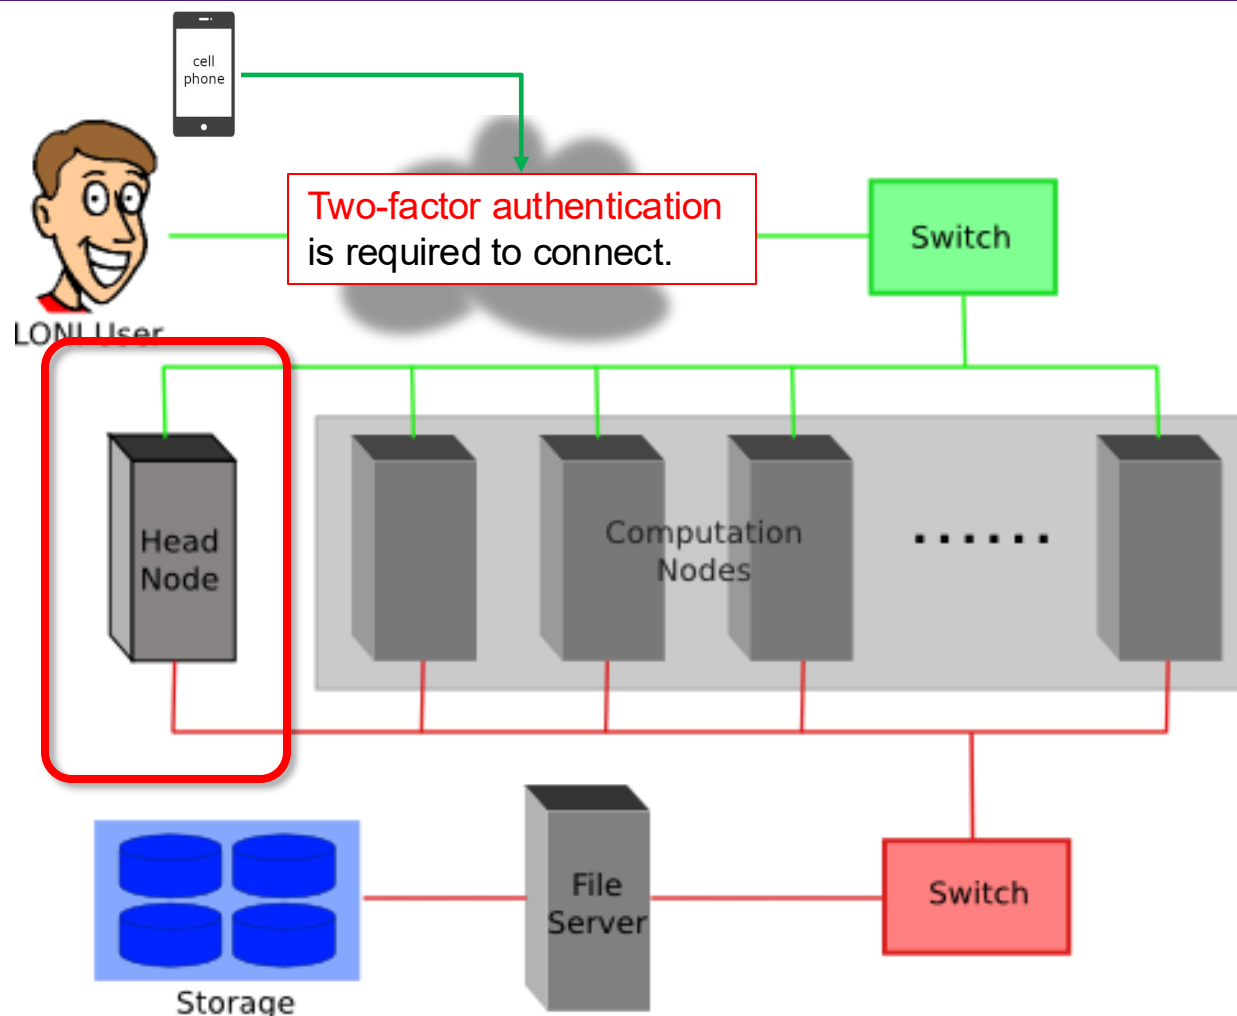 cell
phone
Two-factor authentication
is required to connect.
Switch
LONI User
Head
Node
Computation
Nodes
......
File
Server
Switch
Storage